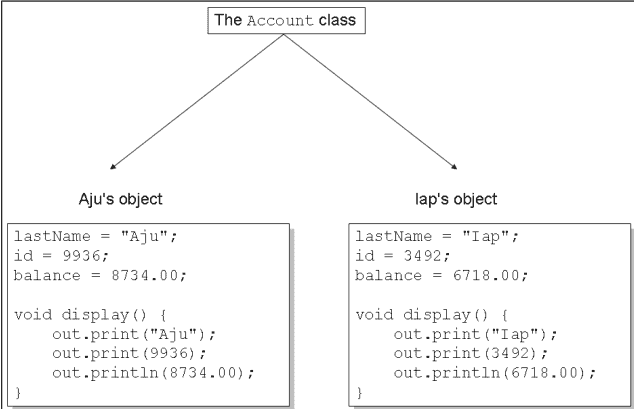 The Account class
Aju's object
Iap's object
lastName = "Aju";
id = 9936;
balance = 8734.00;
void display() {
    out.print("Aju");
    out.print(9936);
    out.println(8734.00);
}
lastName = "Iap";
id = 3492;
balance = 6718.00;
void display() {
    out.print("Iap");
    out.print(3492);
    out.println(6718.00);
}